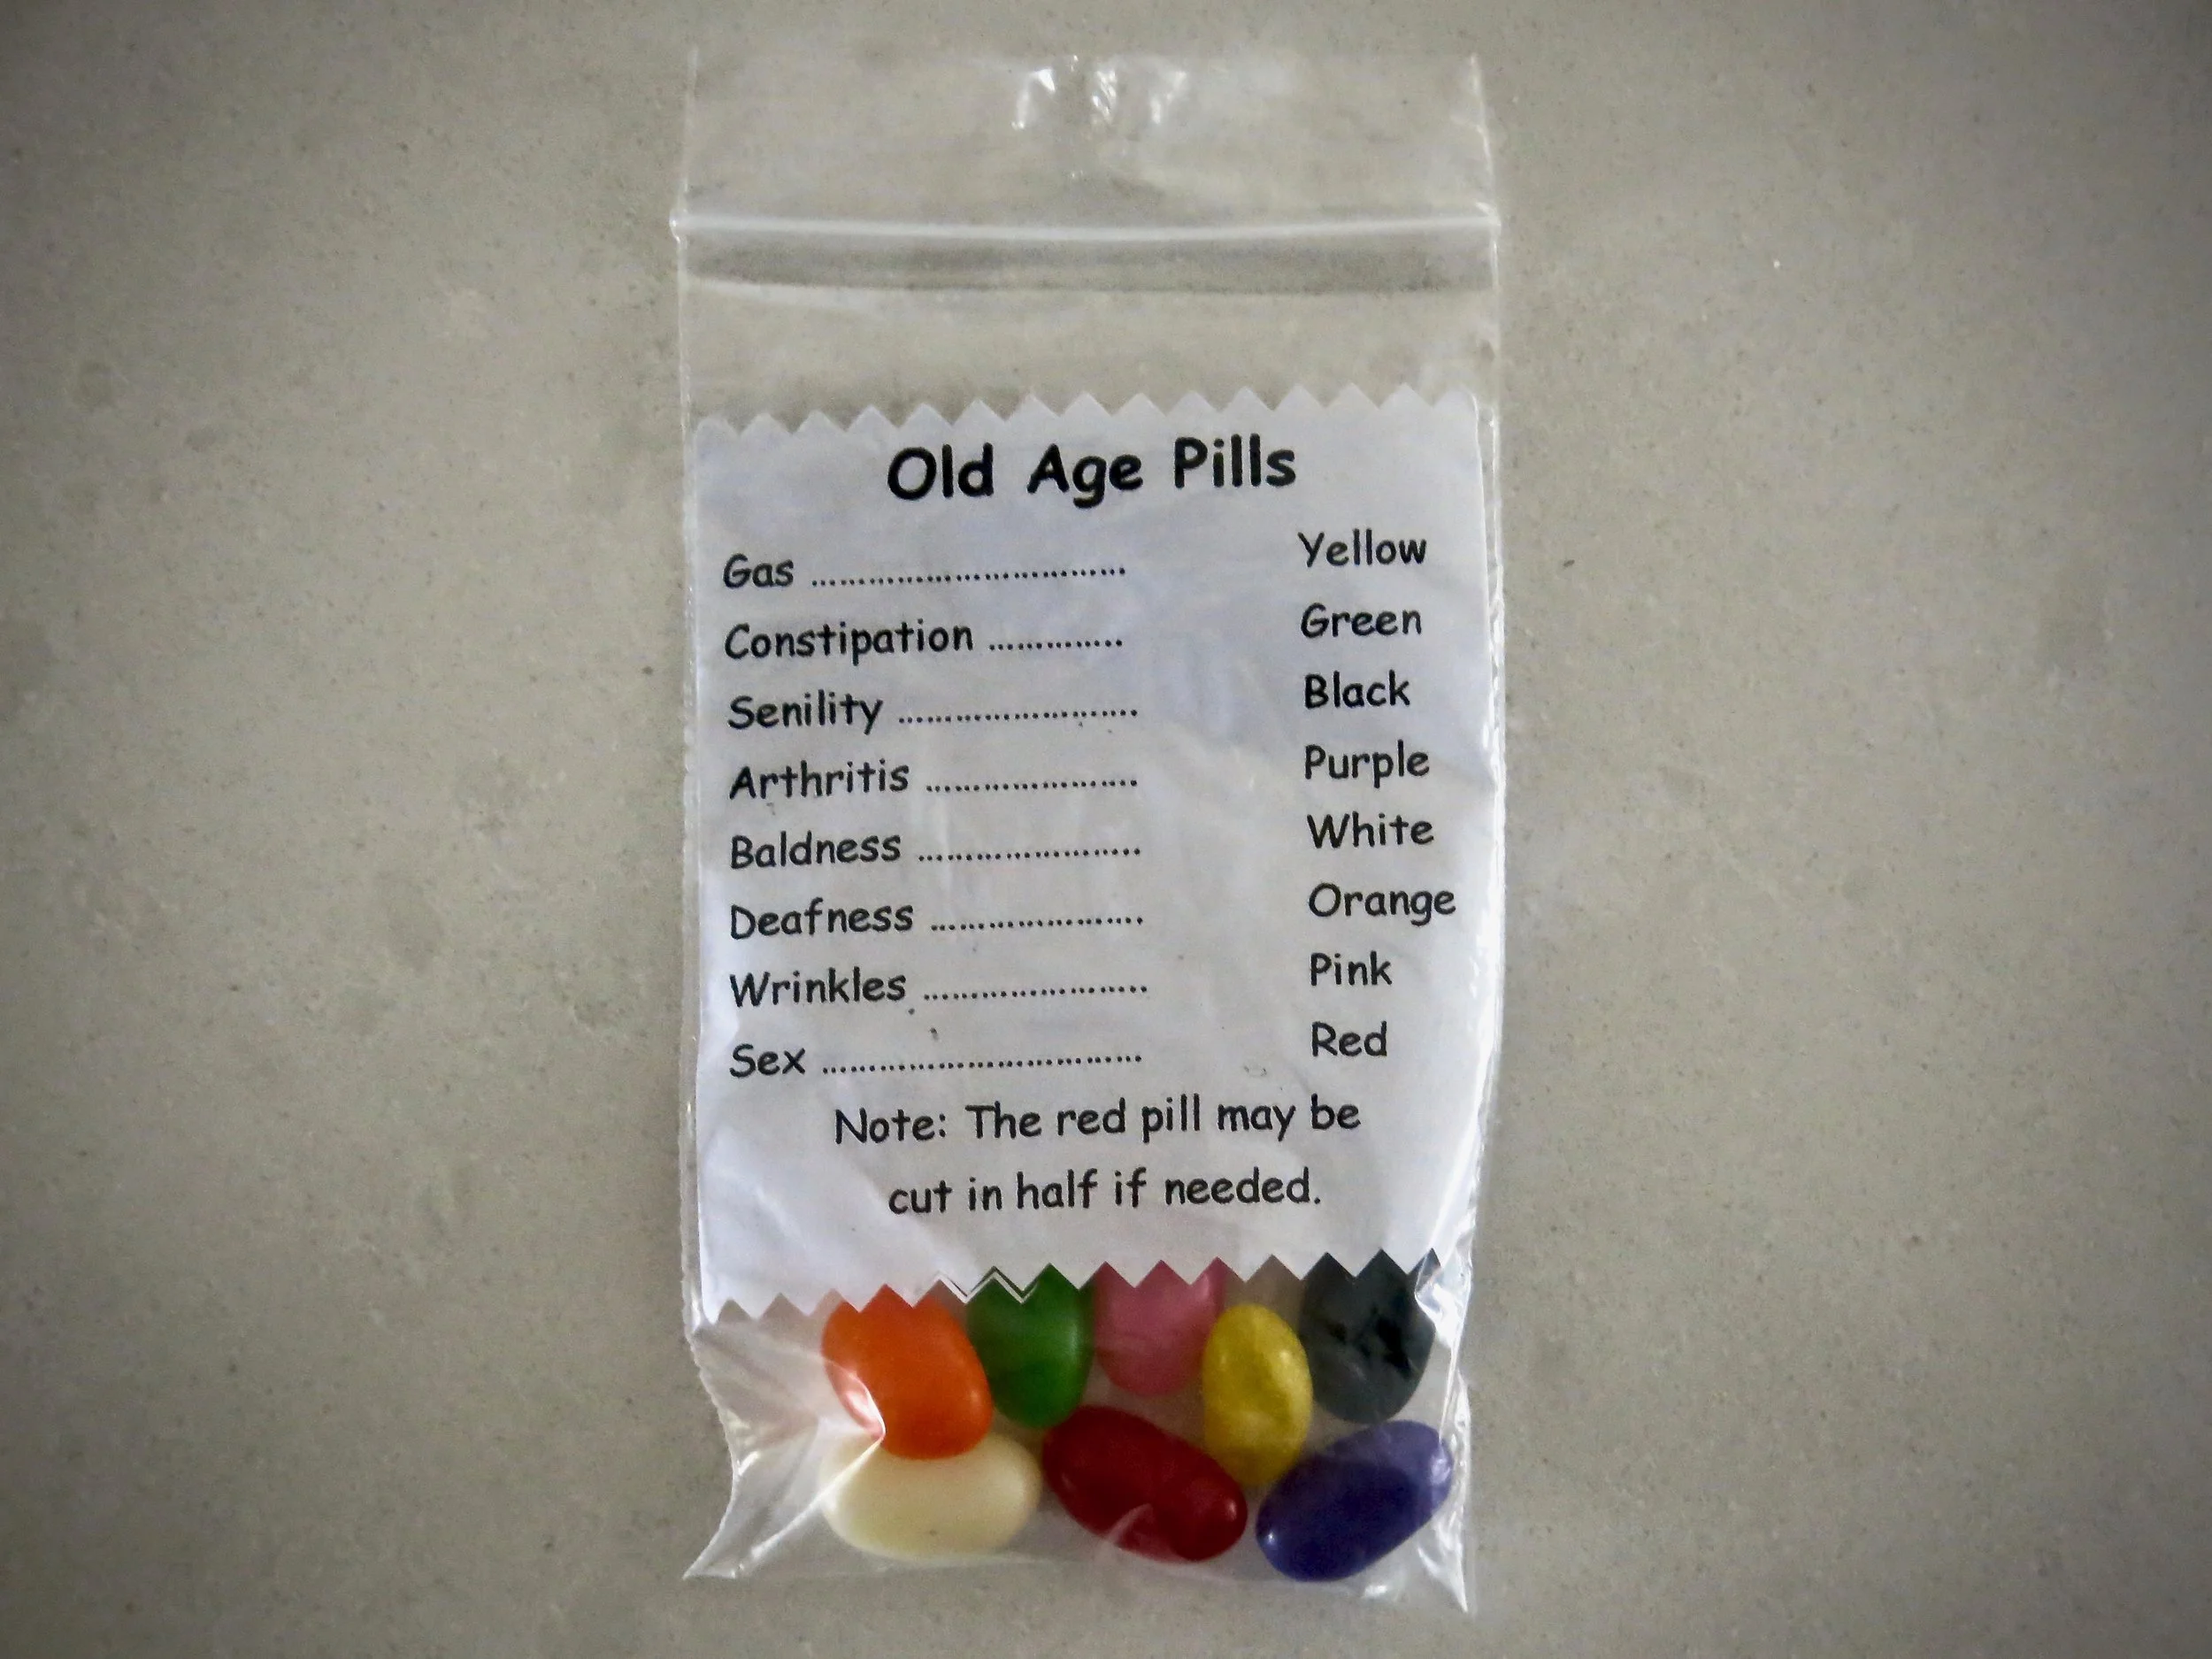 Old Age Pills
Gas ................................ Yellow
Constipation .............. Green
Senility ......................... Black
Arthritis ...................... Purple
Baldness ....................... White
Deafness ...................... Orange
Wrinkles ....................... Pink
Sex ................................. Red
Note: The red pill may be
cut in half if needed.